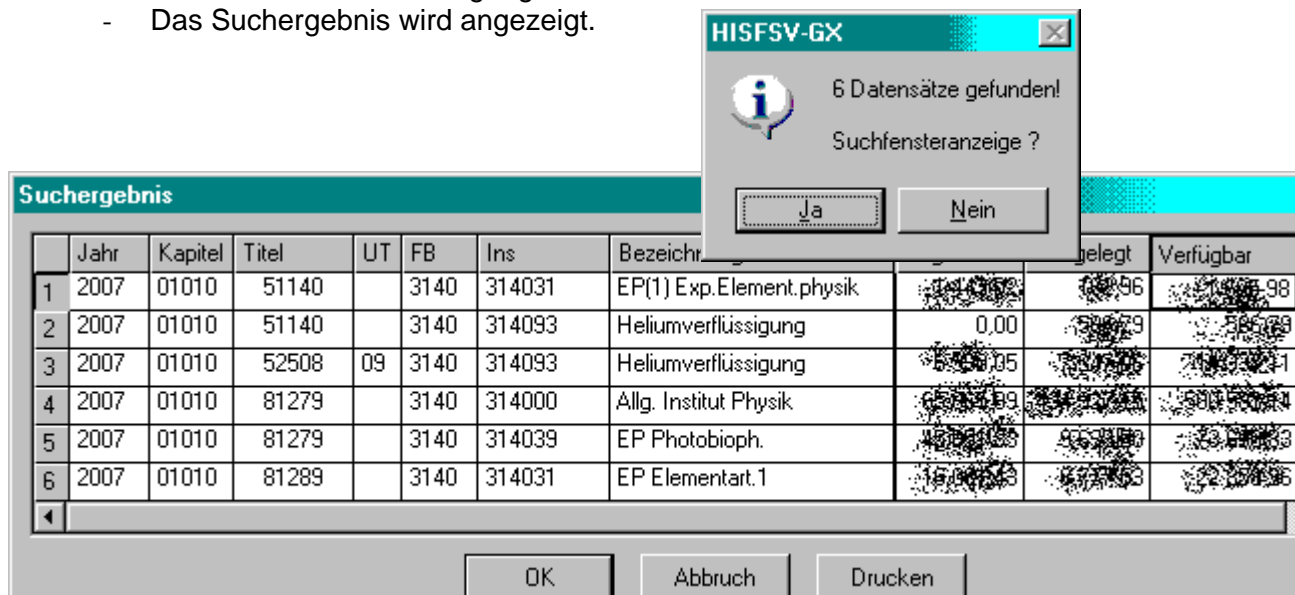 - Das Suchergebnis wird angezeigt.
HISFSV-GX
6 Datensätze gefunden!
Suchfensteranzeige ?
Ja Nein
Suchergebnis
Jahr Kapitel Titel UT FB Ins Verfügbar
1 2007 01010 51140 3140 314031 EP(1) Exp.Element.physik
2 2007 01010 51140 3140 314093 Heliumverflüssigung 0,00
3 2007 01010 52508 09 3140 314093 Heliumverflüssigung
4 2007 01010 81279 3140 314000 Allg. Institut Physik
5 2007 01010 81279 3140 314039 EP Photobioph.
6 2007 01010 81289 3140 314031 EP Elementart.1
OK Abbruch Drucken